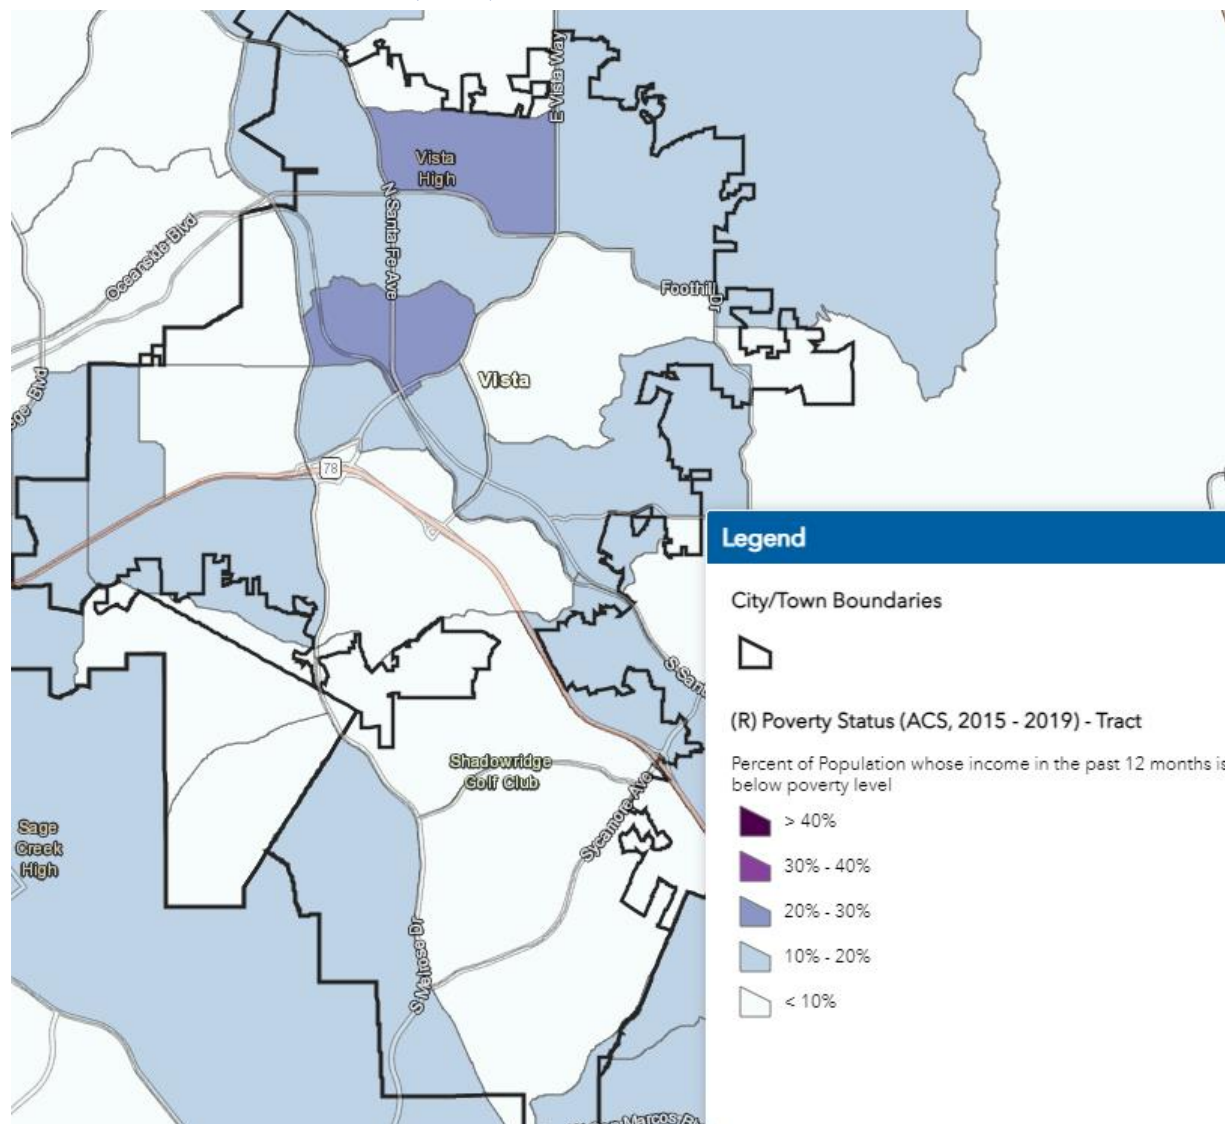 E Vista Way
Vista
High
N Santa Fe Ave
Oceanside Blvd
Foothill Dr
Vista
78
Legend
City/Town Boundaries
(R) Poverty Status (ACS, 2015 - 2019) - Tract
Percent of Population whose income in the past 12 months is
below poverty level
> 40%
30% - 40%
20% - 30%
10% - 20%
< 10%
S Sant
Shadowridge
Golf Club
Sycamore Ave
Sage
Creek
High
S Melrose Dr